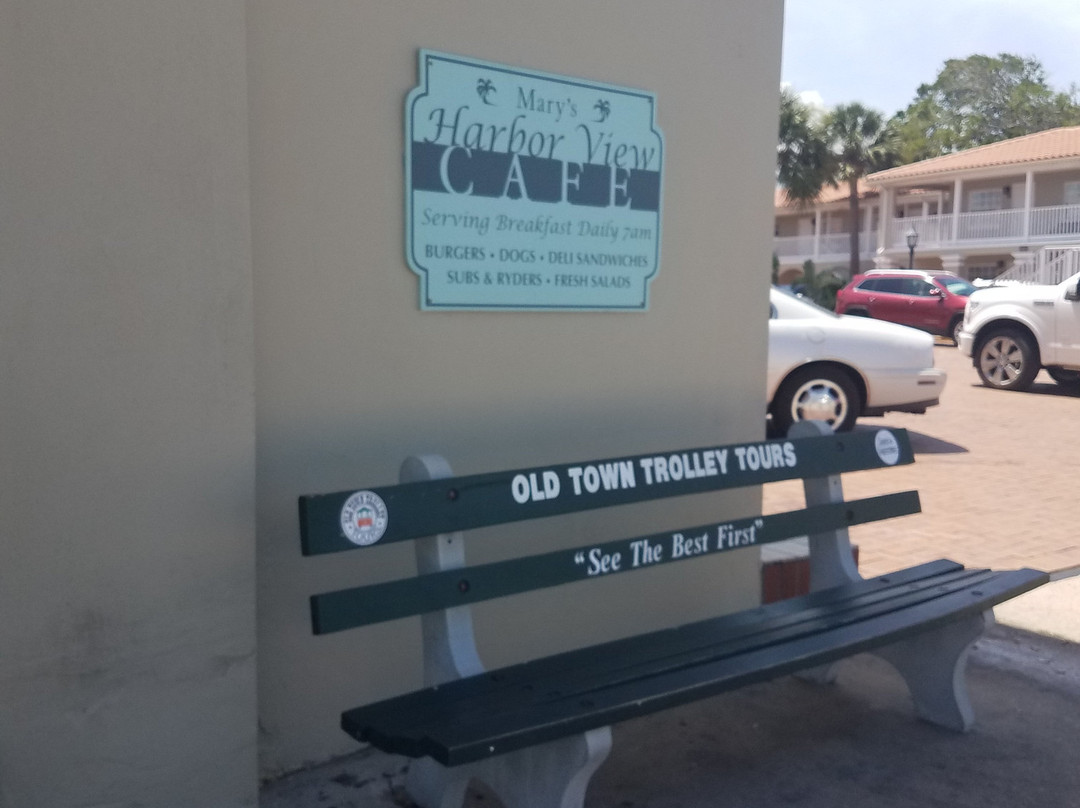 Mary's
Harbor View
CAFE
Serving Breakfast Daily 7am
BURGERS • DOGS • DELI SANDWICHES
SUBS & RYDERS • FRESH SALADS
OLD TOWN TROLLEY TOURS
"See The Best First"